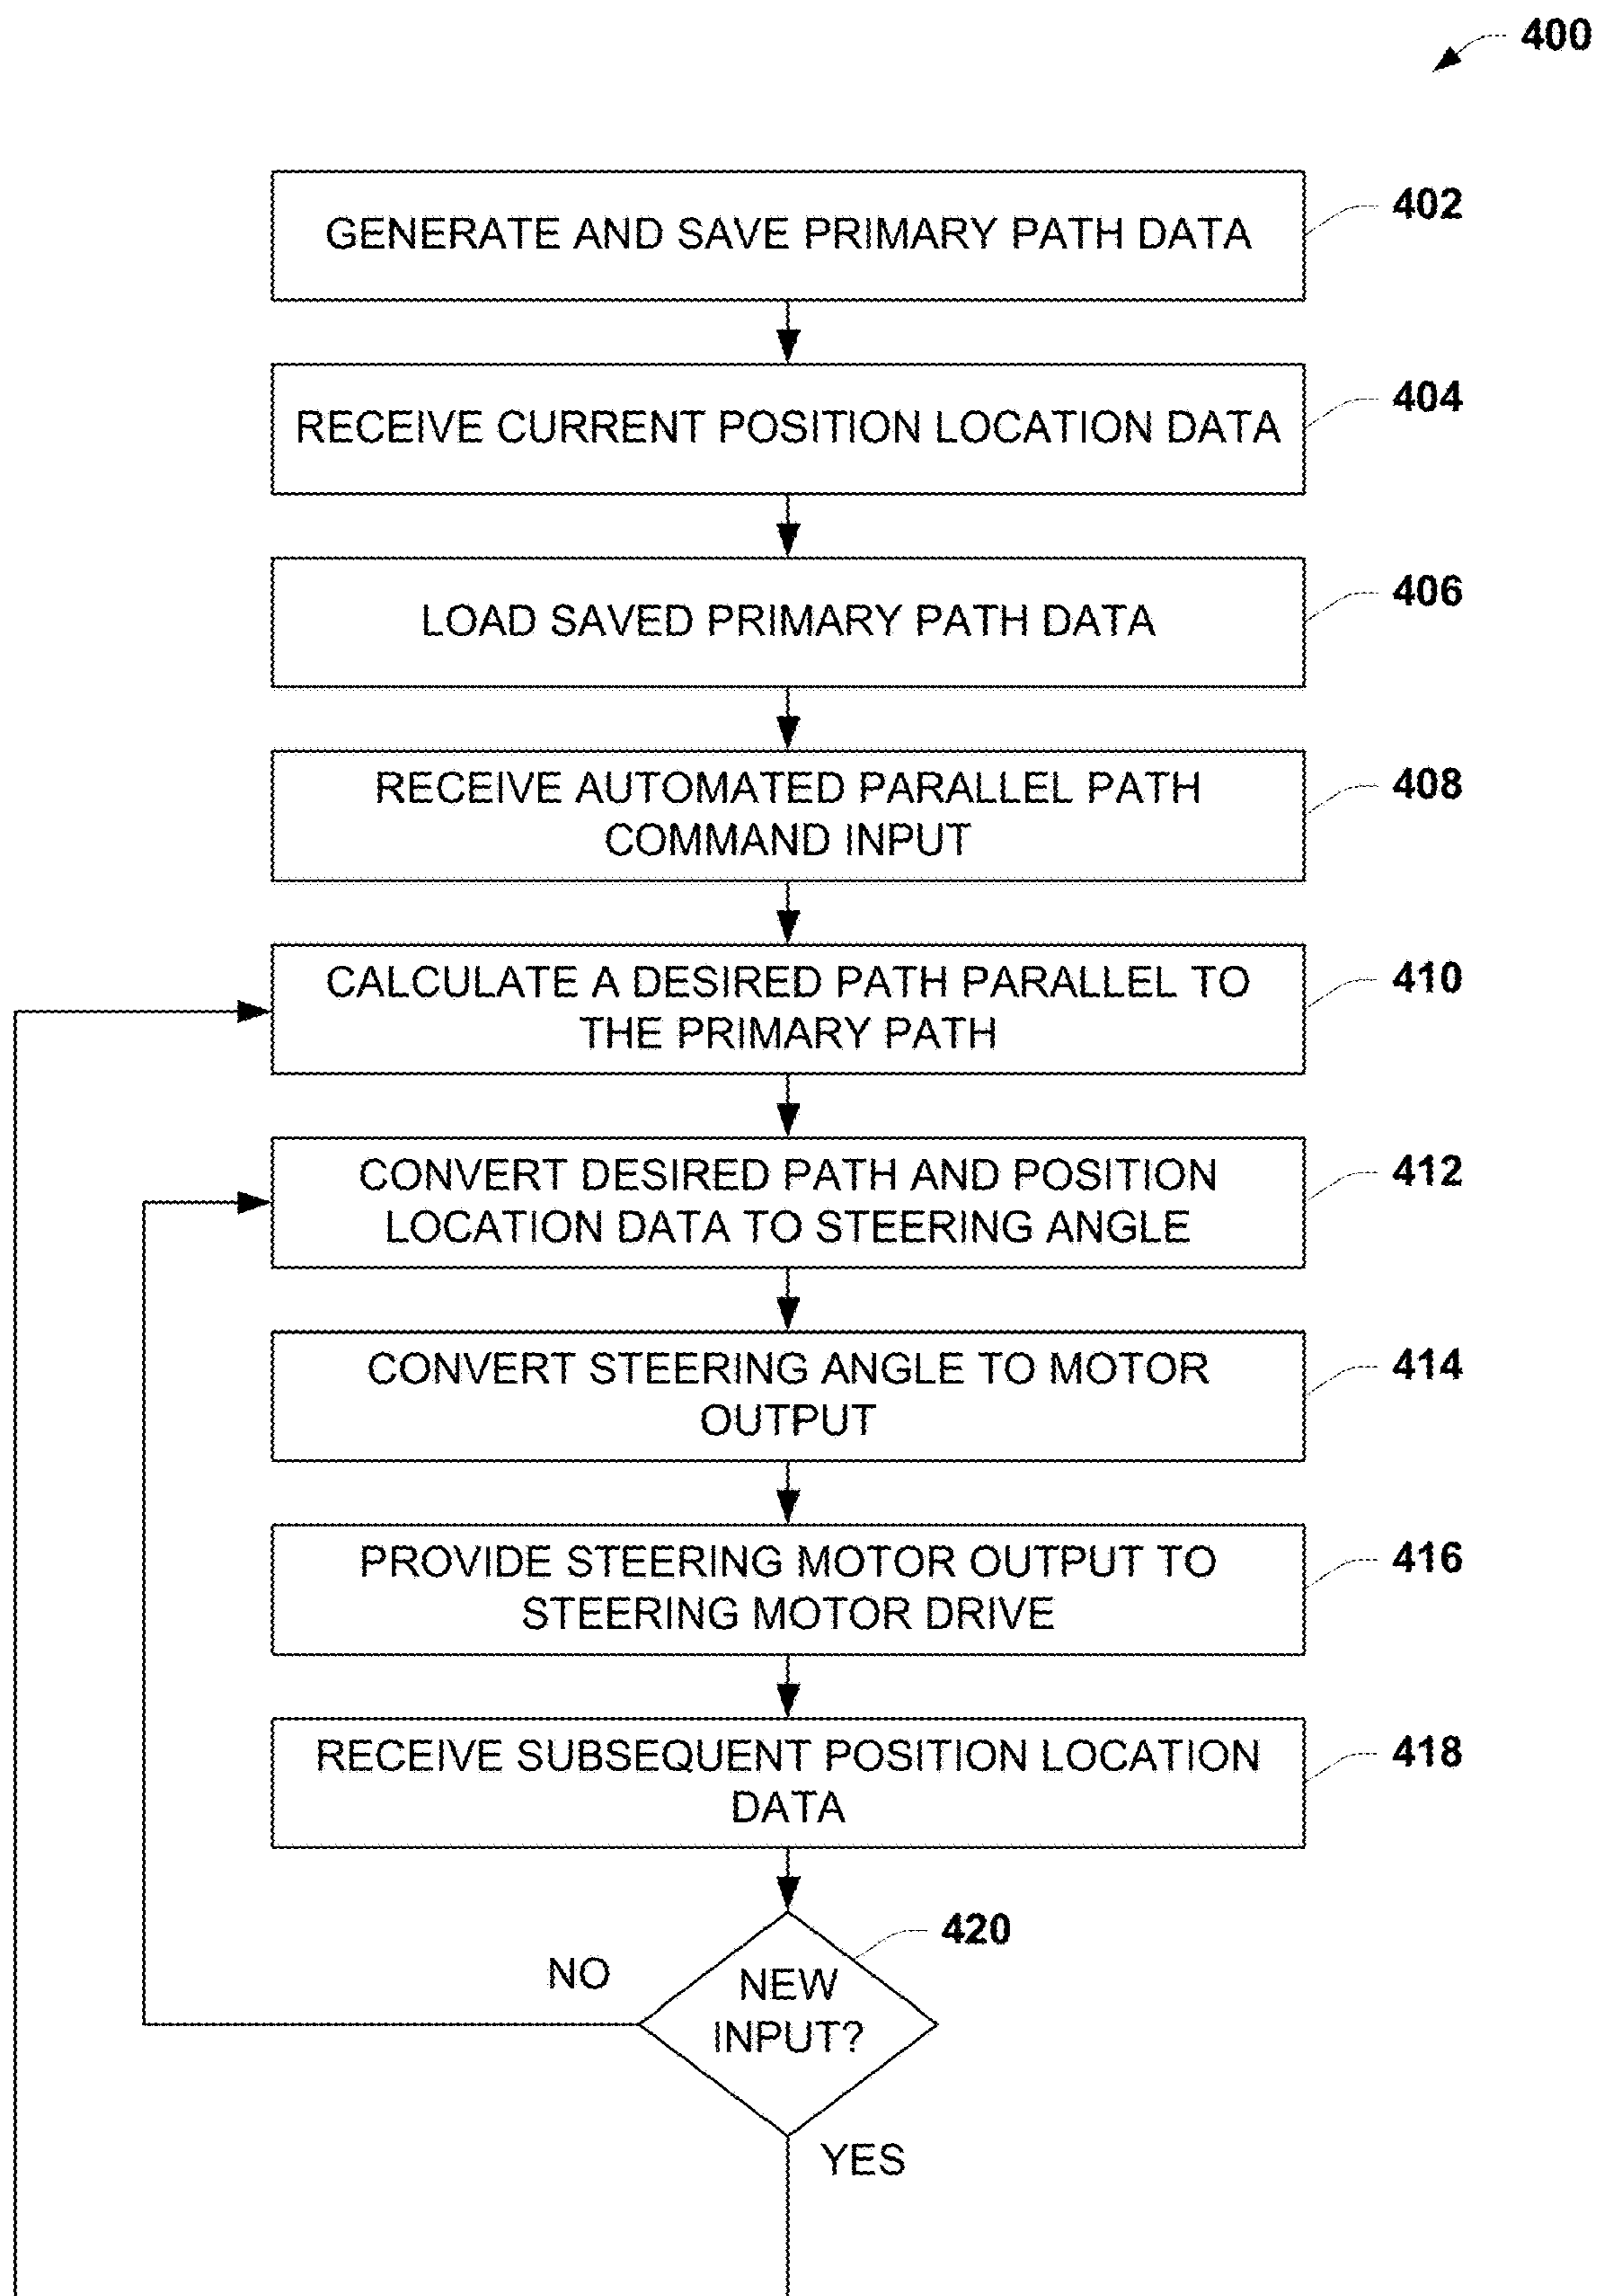 400
GENERATE AND SAVE PRIMARY PATH DATA
402
RECEIVE CURRENT POSITION LOCATION DATA
404
LOAD SAVED PRIMARY PATH DATA
406
RECEIVE AUTOMATED PARALLEL PATH
COMMAND INPUT
408
CALCULATE A DESIRED PATH PARALLEL TO
THE PRIMARY PATH
410
CONVERT DESIRED PATH AND POSITION
LOCATION DATA TO STEERING ANGLE
412
CONVERT STEERING ANGLE TO MOTOR
OUTPUT
414
PROVIDE STEERING MOTOR OUTPUT TO
STEERING MOTOR DRIVE
416
RECEIVE SUBSEQUENT POSITION LOCATION
DATA
418
420
NO
NEW
INPUT?
YES